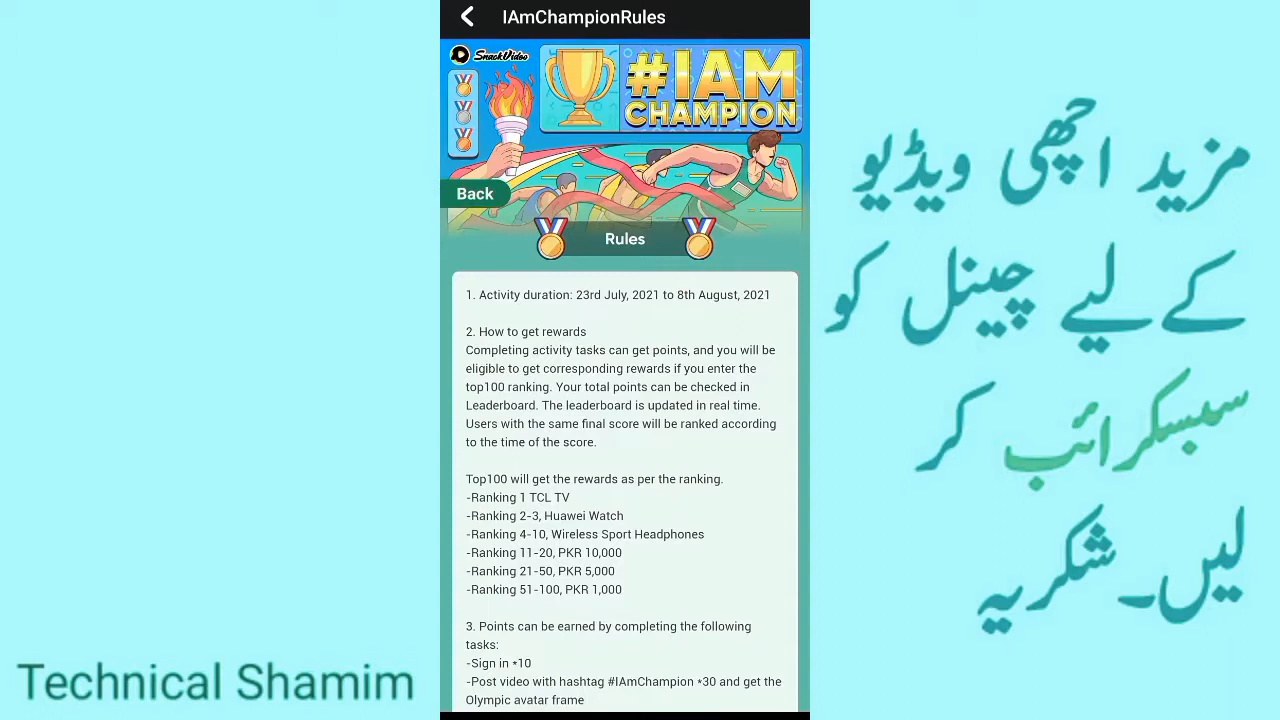 IAmChampionRules
SnackVideo
#IAM
CHAMPION
Back
Rules
1. Activity duration: 23rd July, 2021 to 8th August, 2021
2. How to get rewards
Completing activity tasks can get points, and you will be
eligible to get corresponding rewards if you enter the
top100 ranking. Your total points can be checked in
Leaderboard. The leaderboard is updated in real time.
Users with the same final score will be ranked according
to the time of the score.
Top100 will get the rewards as per the ranking.
-Ranking 1 TCL TV
-Ranking 2-3, Huawei Watch
-Ranking 4-10, Wireless Sport Headphones
-Ranking 11-20, PKR 10,000
-Ranking 21-50, PKR 5,000
-Ranking 51-100, PKR 1,000
3. Points can be earned by completing the following
tasks:
-Sign in *10
-Post video with hashtag #IAmChampion *30 and get the
Olympic avatar frame
مزید اچھی ویڈیو
کےلیے چینل کو
سبسکرائب کر
لیں۔شکریہ
Technical Shamim